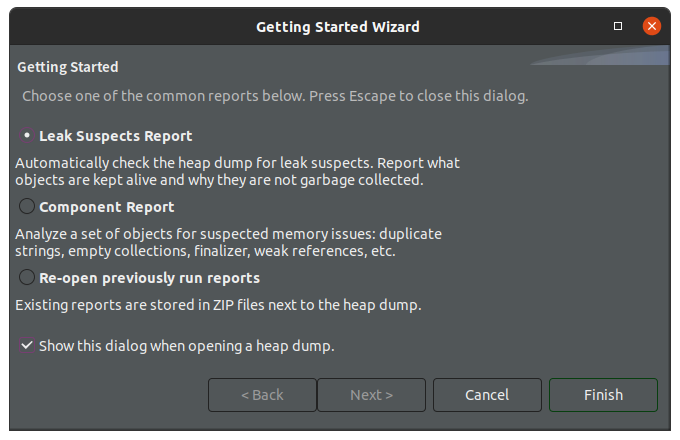 Getting Started Wizard
Getting Started
Choose one of the common reports below. Press Escape to close this dialog.
Leak Suspects Report
Automatically check the heap dump for leak suspects. Report what
objects are kept alive and why they are not garbage collected.
Component Report
Analyze a set of objects for suspected memory issues: duplicate
strings, empty collections, finalizer, weak references, etc.
Re-open previously run reports
Existing reports are stored in ZIP files next to the heap dump.
Show this dialog when opening a heap dump.
< Back
Next >
Cancel
Finish